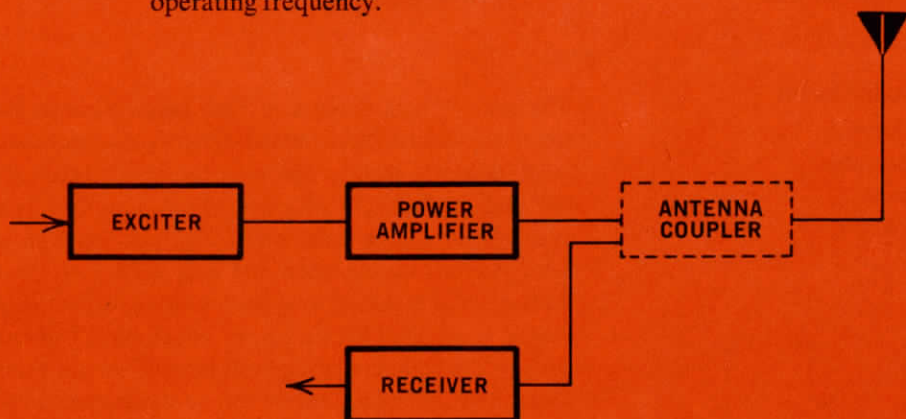 operating frequency.
EXCITER
POWER
AMPLIFIER
ANTENNA
COUPLER
RECEIVER